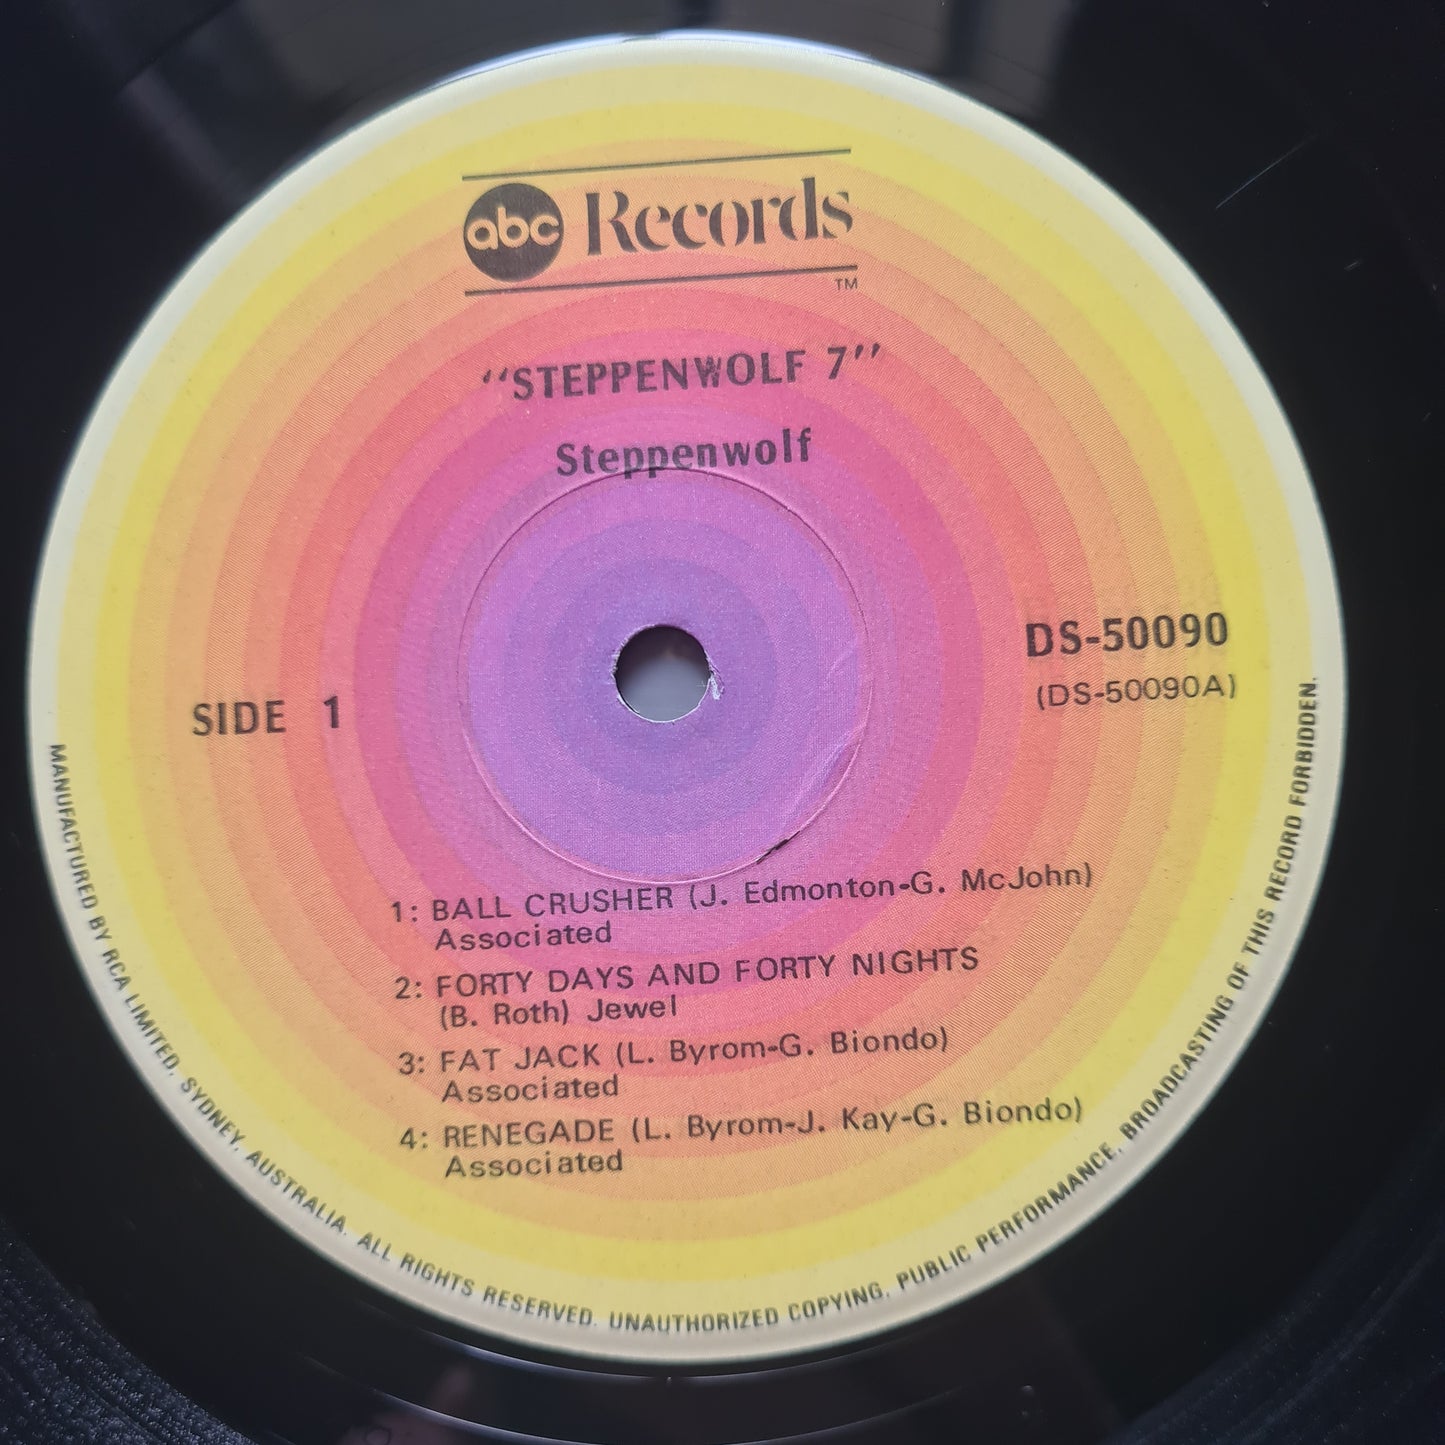 abc Records
TM
"STEPPENWOLF 7"
Steppenwolf
DS-50090
(DS-50090A)
SIDE 1
1: BALL CRUSHER (J. Edmonton-G. McJohn)
Associated
2: FORTY DAYS AND FORTY NIGHTS
(B. Roth) Jewel
3: FAT JACK (L. Byrom-G. Biondo)
Associated
4: RENEGADE (L. Byrom-J. Kay-G. Biondo)
Associated
MANUFACTURED BY RCA LIMITED, SYDNEY, AUSTRALIA. ALL RIGHTS RESERVED. UNAUTHORIZED COPYING, PUBLIC PERFORMANCE, BROADCASTING OF THIS RECORD FORBIDDEN.